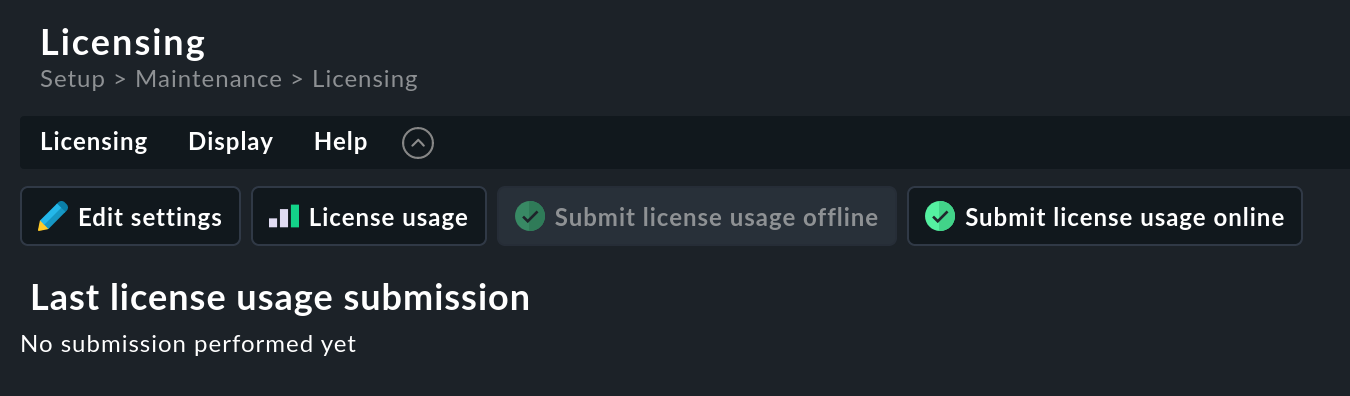 Licensing
Setup > Maintenance > Licensing
Licensing Display Help
Edit settings License usage Submit license usage offline Submit license usage online
Last license usage submission
No submission performed yet